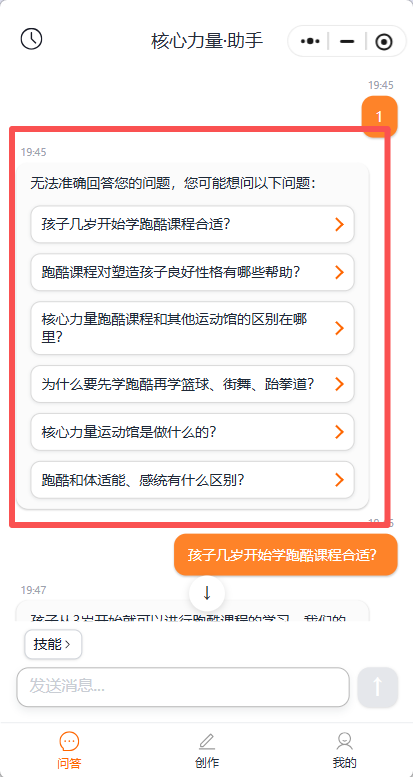 核心力量·助手
19:45
1
19:45
无法准确回答您的问题，您可能想问以下问题：
孩子几岁开始学跑酷课程合适？
跑酷课程对塑造孩子良好性格有哪些帮助？
核心力量跑酷课程和其他运动馆的区别在哪
里？
为什么要先学跑酷再学篮球、街舞、跆拳道？
核心力量运动馆是做什么的？
跑酷和体适能、感统有什么区别？
孩子几岁开始学跑酷课程合适？
19:47
孩子从3岁开始就可以进行跑酷课程的学习，我们的
技能
发送消息...
问答
创作
我的